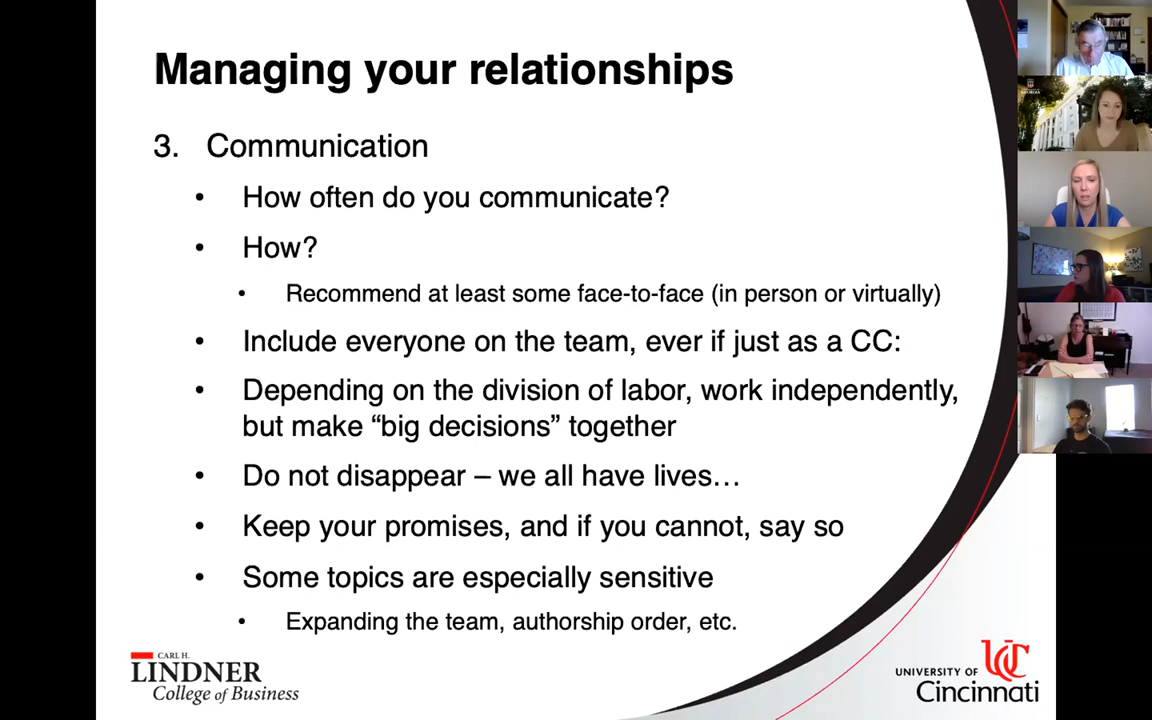 Managing your relationships
3. Communication
• How often do you communicate?
• How?
• Recommend at least some face-to-face (in person or virtually)
• Include everyone on the team, ever if just as a CC:
• Depending on the division of labor, work independently,
but make “big decisions” together
• Do not disappear – we all have lives…
• Keep your promises, and if you cannot, say so
• Some topics are especially sensitive
• Expanding the team, authorship order, etc.
CARL H.
LINDNER
College of Business
UNIVERSITY OF
Cincinnati
UC